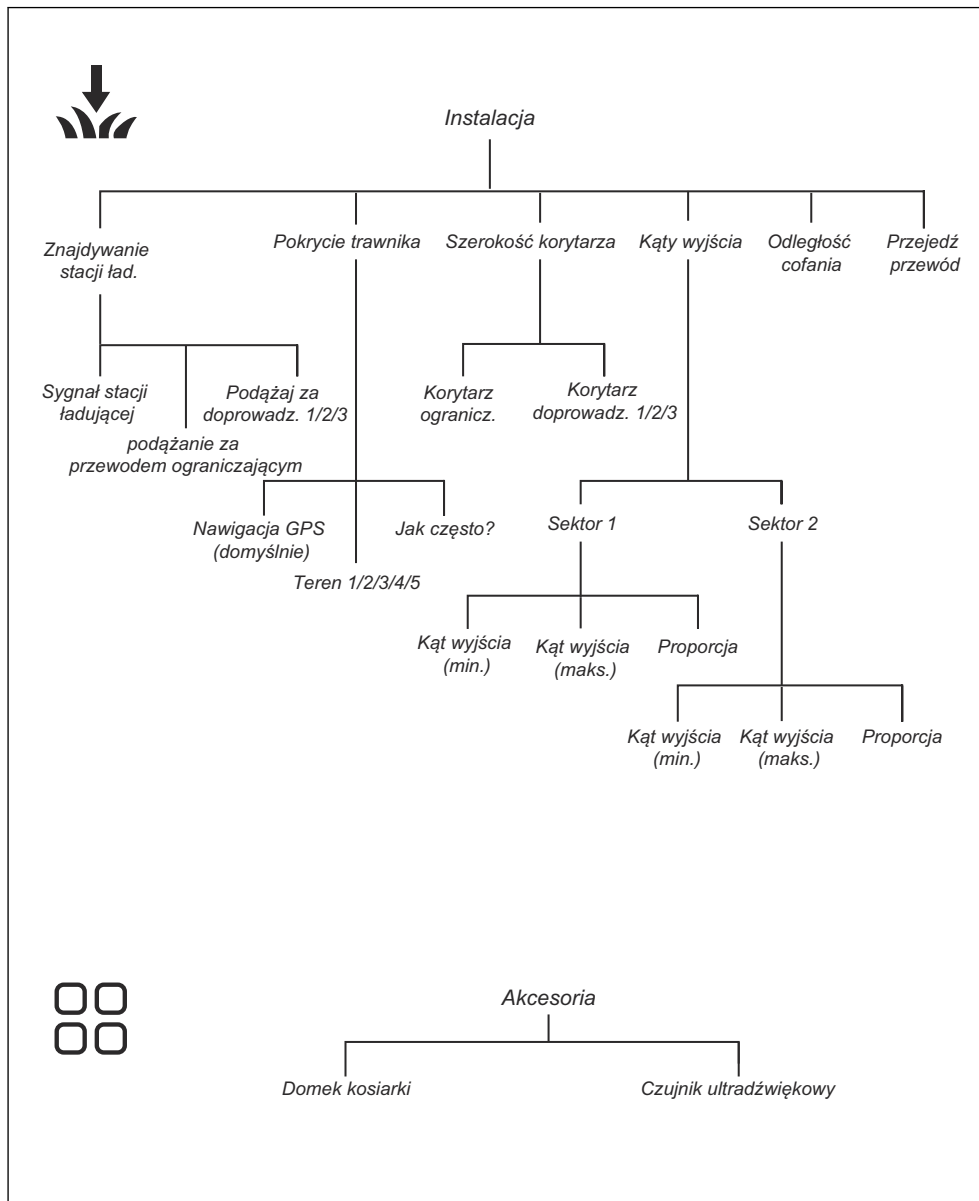 Instalacja
Znajdywanie
stacji ład.
Pokrycie trawnika
Szerokość korytarza
Kąty wyjścia
Odległość
cofania
Przejedź
przewód
Sygnał stacji
ładującej
podążanie za
przewodem ograniczającym
Podążaj za
doprowadz. 1/2/3
Korytarz
ogranicz.
Korytarz
doprowadz. 1/2/3
Nawigacja GPS
(domyślnie)
Teren 1/2/3/4/5
Jak często?
Sektor 1
Sektor 2
Kąt wyjścia
(min.)
Kąt wyjścia
(maks.)
Proporcja
Kąt wyjścia
(min.)
Kąt wyjścia
(maks.)
Proporcja
Akcesoria
Domek kosiarki
Czujnik ultradźwiękowy